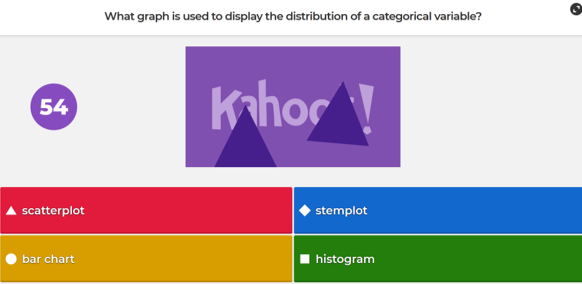 What graph is used to display the distribution of a categorical variable?
54
Kahoot!
scatterplot
stemplot
bar chart
histogram